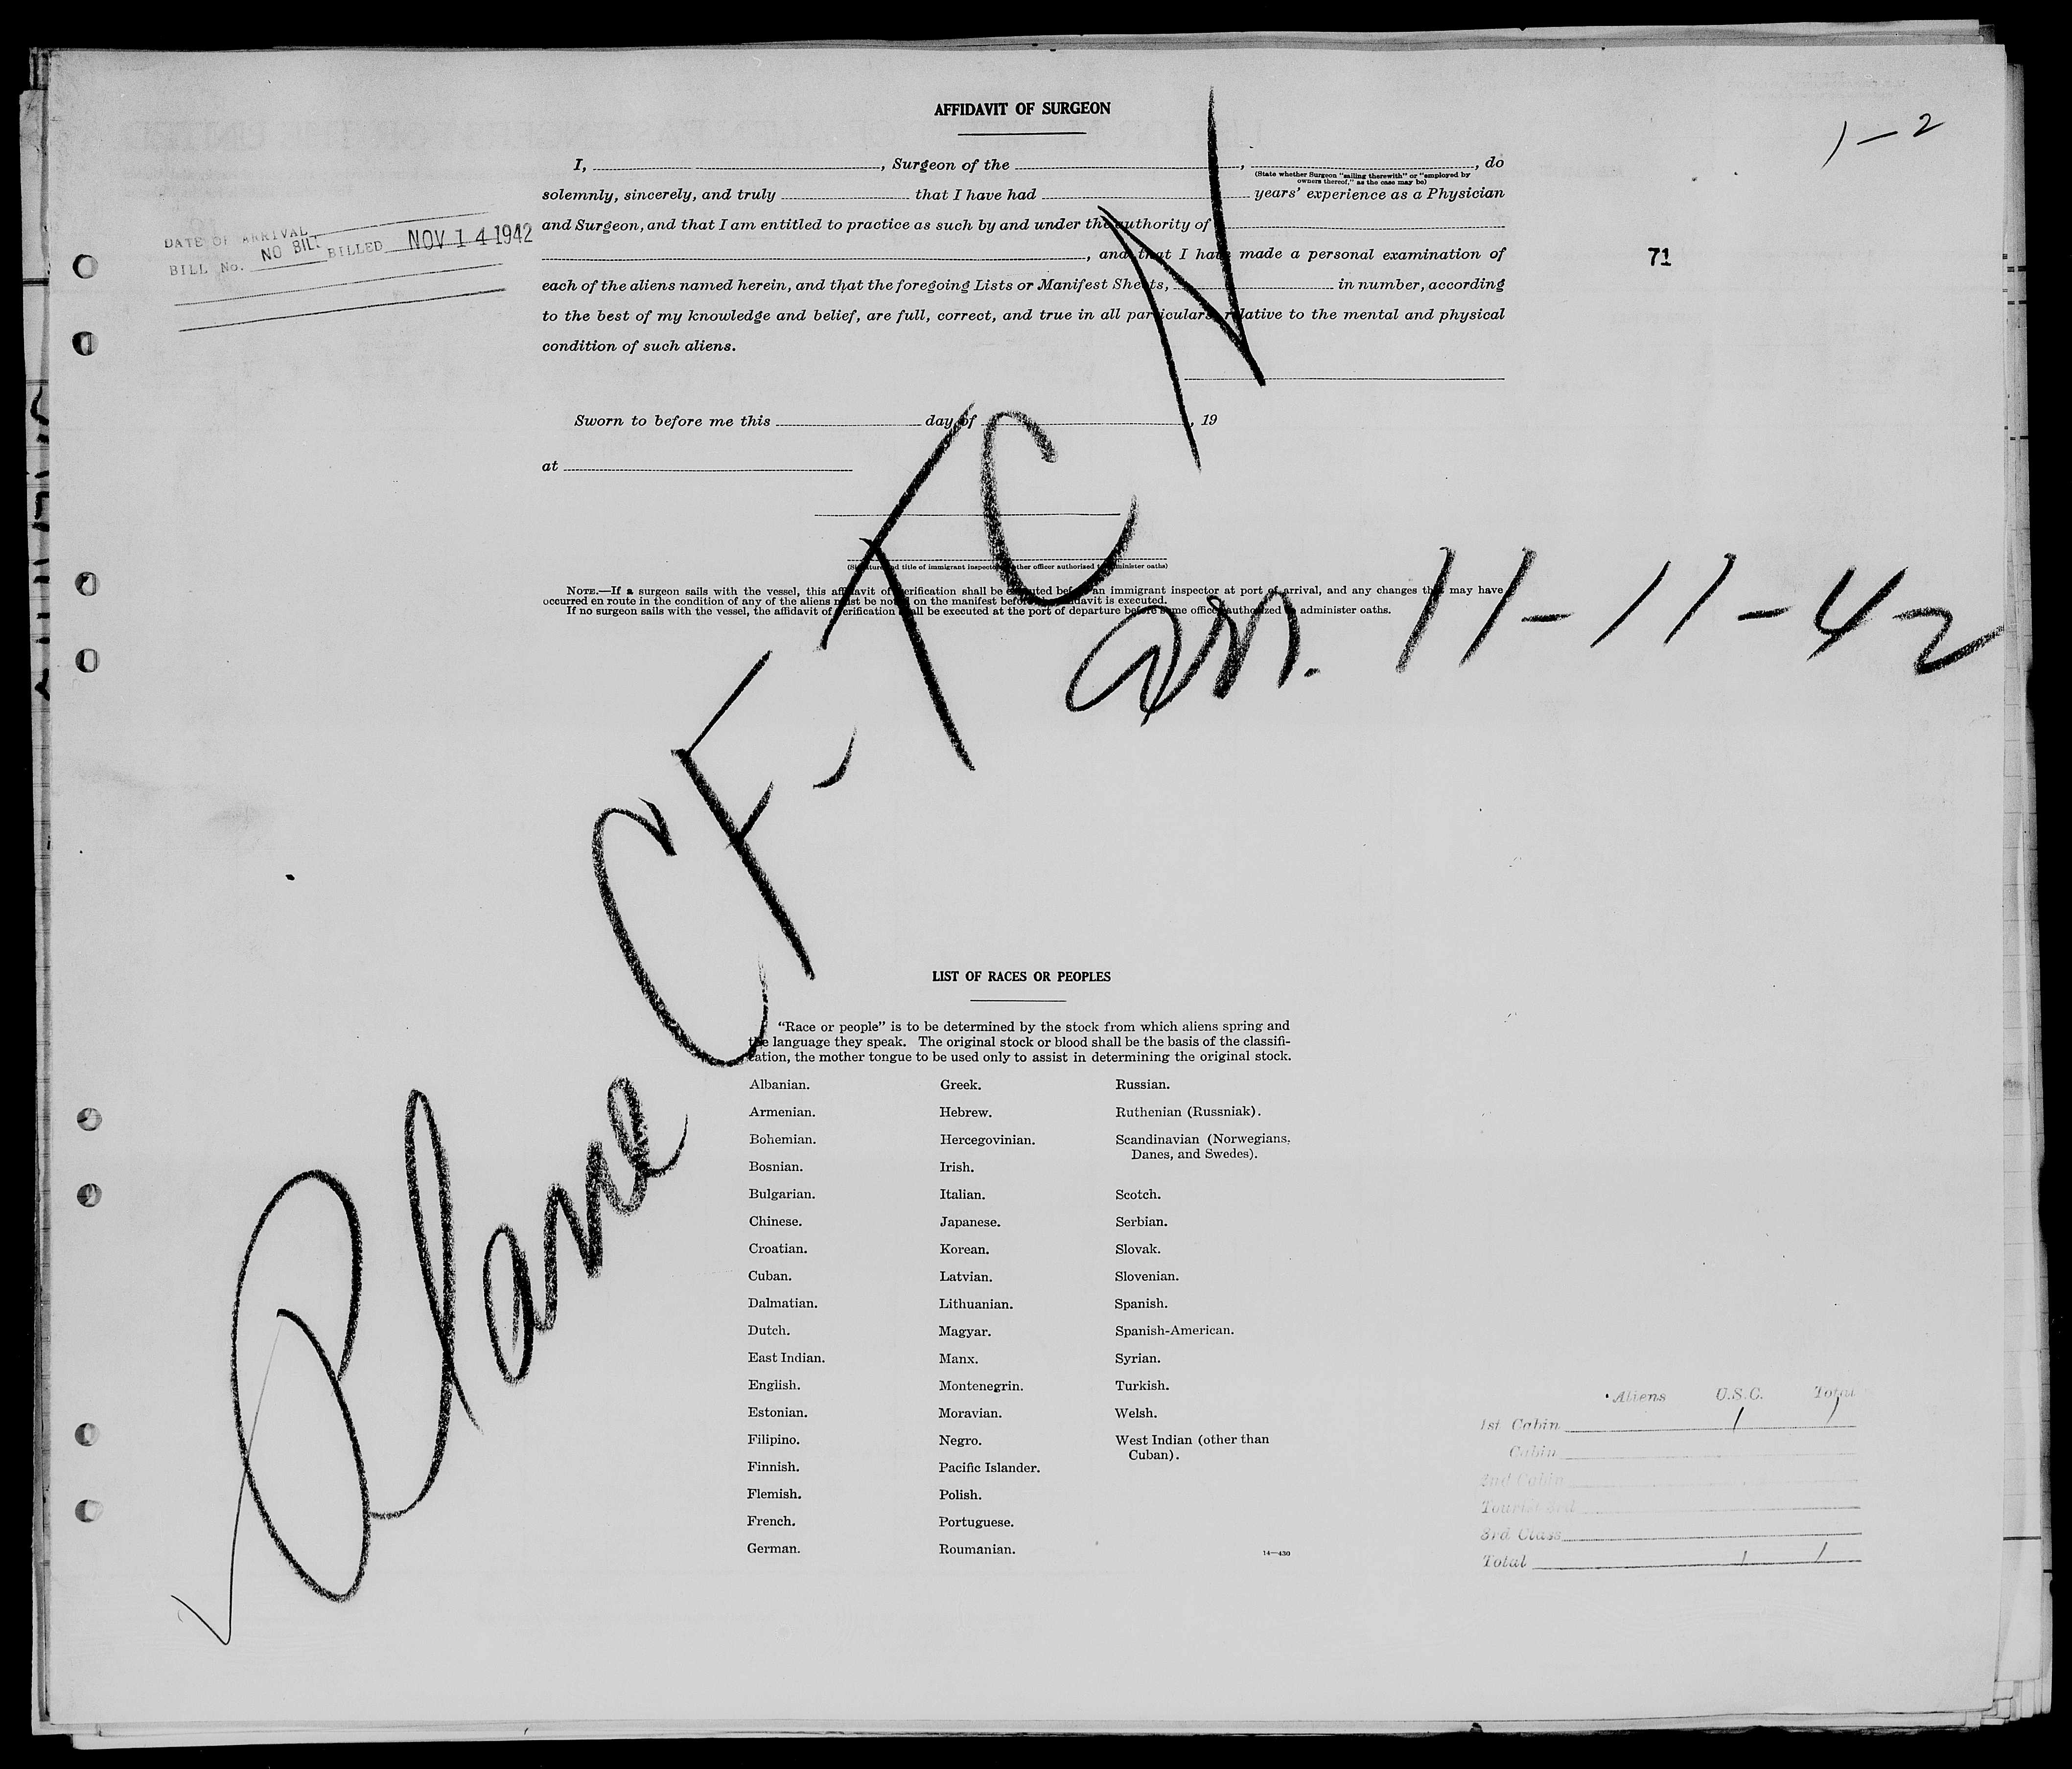 AFFIDAVIT OF SURGEON
1-2
I, , Surgeon of the , , do
(State whether Surgeon "sailing therewith" or "employed by
owners thereof," as the case may be)
solemnly, sincerely, and truly that I have had years' experience as a Physician
and Surgeon, and that I am entitled to practice as such by and under the authority of
, and that I have made a personal examination of
each of the aliens named herein, and that the foregoing Lists or Manifest Sheets, in number, according
to the best of my knowledge and belief, are full, correct, and true in all particulars relative to the mental and physical
condition of such aliens.
DATE OF ARRIVAL
BILL No. NO BILL BILLED NOV 14 1942
71
Sworn to before me this day of , 19
at
(Signature and title of immigrant inspector or other officer authorized to administer oaths)
NOTE.—If a surgeon sails with the vessel, this affidavit of verification shall be executed before an immigrant inspector at port of arrival, and any changes that may have
occurred en route in the condition of any of the aliens must be noted on the manifest before affidavit is executed.
If no surgeon sails with the vessel, the affidavit of verification shall be executed at the port of departure before some officer authorized to administer oaths.
Plane CF-TCN
arr. 11-11-42
LIST OF RACES OR PEOPLES
"Race or people" is to be determined by the stock from which aliens spring and
the language they speak. The original stock or blood shall be the basis of the classifi-
cation, the mother tongue to be used only to assist in determining the original stock.
Albanian.
Armenian.
Bohemian.
Bosnian.
Bulgarian.
Chinese.
Croatian.
Cuban.
Dalmatian.
Dutch.
East Indian.
English.
Estonian.
Filipino.
Finnish.
Flemish.
French.
German.
Greek.
Hebrew.
Hercegovinian.
Irish.
Italian.
Japanese.
Korean.
Latvian.
Lithuanian.
Magyar.
Manx.
Montenegrin.
Moravian.
Negro.
Pacific Islander.
Polish.
Portuguese.
Roumanian.
Russian.
Ruthenian (Russniak).
Scandinavian (Norwegians,
Danes, and Swedes).
Scotch.
Serbian.
Slovak.
Slovenian.
Spanish.
Spanish-American.
Syrian.
Turkish.
Welsh.
West Indian (other than
Cuban).
14—430
Aliens U.S.C. Total
1st Cabin 1 1
Cabin
2nd Cabin
Tourist 3rd
3rd Class
Total 1 1